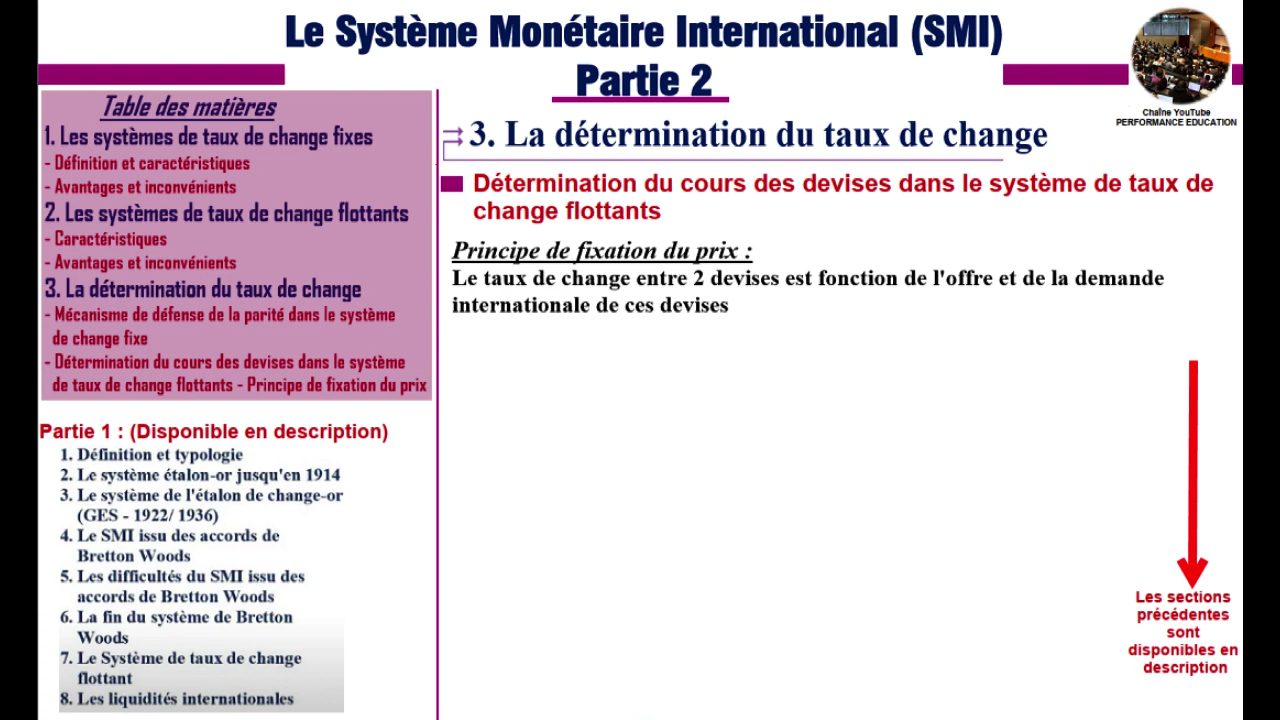 Le Système Monétaire International (SMI)
Partie 2
Chaîne YouTube
PERFORMANCE EDUCATION
Table des matières
1. Les systèmes de taux de change fixes
- Définition et caractéristiques
- Avantages et inconvénients
2. Les systèmes de taux de change flottants
- Caractéristiques
- Avantages et inconvénients
3. La détermination du taux de change
- Mécanisme de défense de la parité dans le système
de change fixe
- Détermination du cours des devises dans le système
de taux de change flottants - Principe de fixation du prix
Partie 1 : (Disponible en description)
1. Définition et typologie
2. Le système étalon-or jusqu'en 1914
3. Le système de l'étalon de change-or
(GES - 1922/ 1936)
4. Le SMI issu des accords de
Bretton Woods
5. Les difficultés du SMI issu des
accords de Bretton Woods
6. La fin du système de Bretton
Woods
7. Le Système de taux de change
flottant
8. Les liquidités internationales
3. La détermination du taux de change
Détermination du cours des devises dans le système de taux de
change flottants
Principe de fixation du prix :
Le taux de change entre 2 devises est fonction de l'offre et de la demande
internationale de ces devises
Les sections
précédentes
sont
disponibles en
description